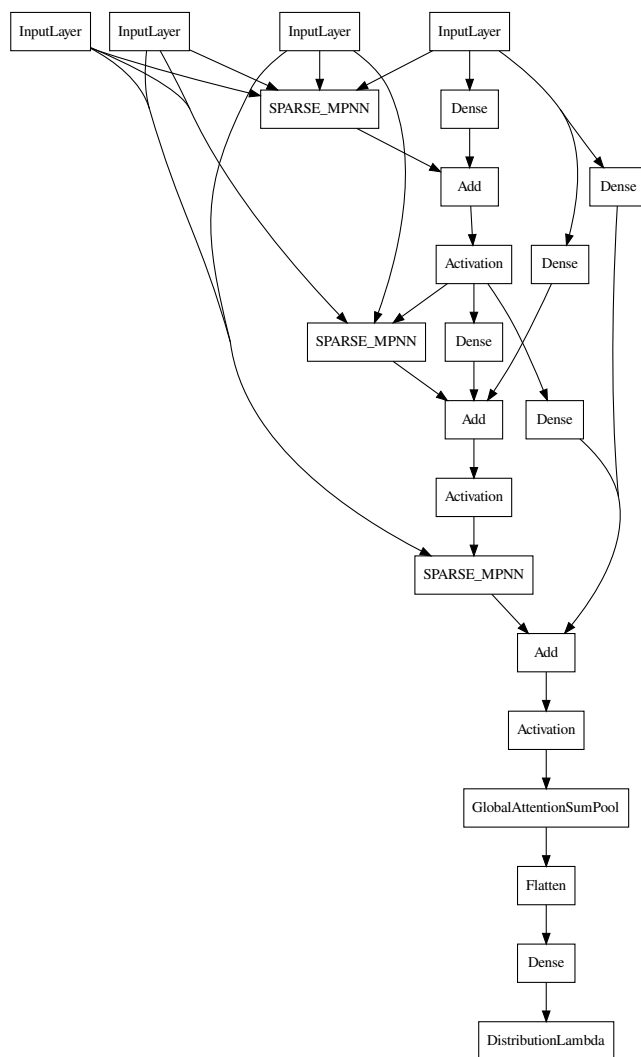 InputLayer
InputLayer
InputLayer
InputLayer
SPARSE_MPNN
Dense
Add
Dense
Activation
Dense
SPARSE_MPNN
Dense
Add
Dense
Activation
SPARSE_MPNN
Add
Activation
GlobalAttentionSumPool
Flatten
Dense
DistributionLambda